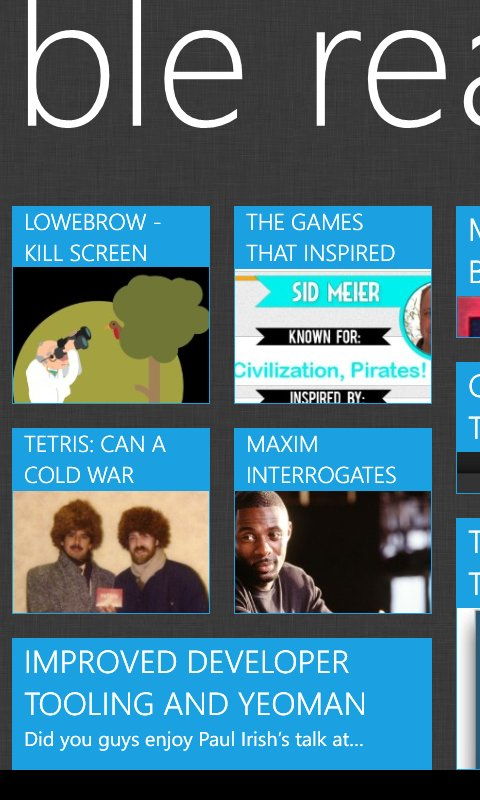 ble rea
LOWEBROW -
KILL SCREEN
THE GAMES
THAT INSPIRED
SID MEIER
KNOWN FOR:
Civilization, Pirates!
INSPIRED BY:
TETRIS: CAN A
COLD WAR
MAXIM
INTERROGATES
IMPROVED DEVELOPER
TOOLING AND YEOMAN
Did you guys enjoy Paul Irish's talk at...